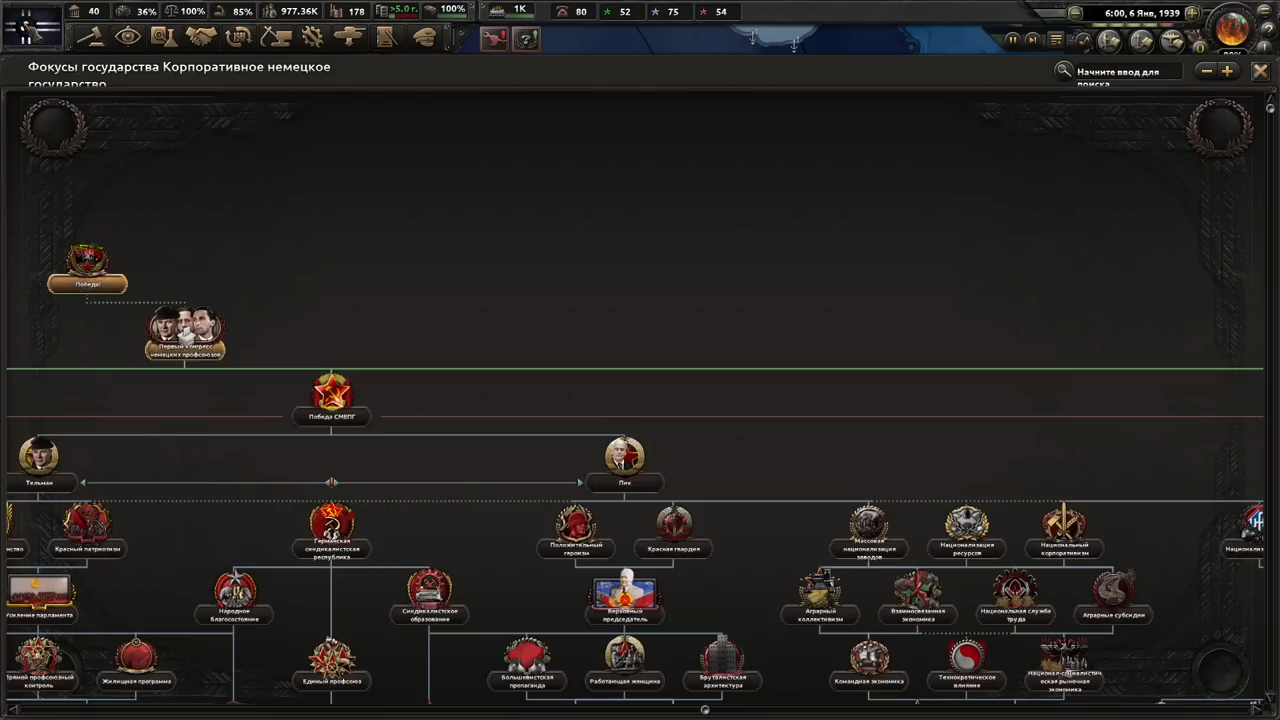 40 36% 100% 85% 977.36K 178 >5.0 г. 100% 1K 80 52 75 54 6:00, 6 Янв, 1939
Фокусы государства Корпоративное немецкое
государство
Начните ввод для
поиска
Победа!
Первый конгресс
немецких профсоюзов
Победа СМЕПГ
Тельман
Пик
нство
Красный патриотизм
Германская
синдикалистская
республика
Положительный
героизм
Красная гвардия
Массовая
национализация
заводов
Национализация
ресурсов
Национальный
корпоративизм
Национализ
Усиление парламента
Народное
благосостояние
Синдикалистское
образование
Верховный
председатель
Аграрный
коллективизм
Взаимосвязанная
экономика
Национальная служба
труда
Аграрные субсидии
Прямой профсоюзный
контроль
Жилищная программа
Единый профсоюз
Большевистская
пропаганда
Работающая женщина
Бруталистская
архитектура
Командная экономика
Технократическое
влияние
Национал-социалистич
еская рыночная
экономика